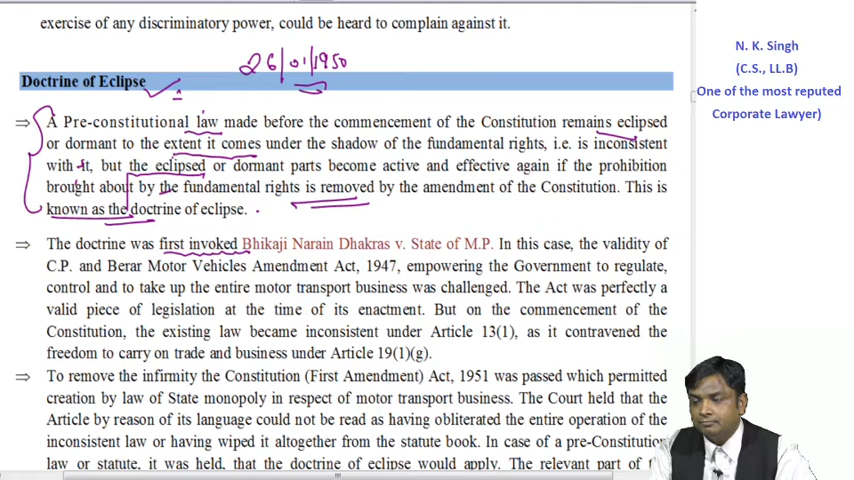 exercise of any discriminatory power, could be heard to complain against it.
26/01/1950
Doctrine of Eclipse
⇒ A Pre-constitutional law made before the commencement of the Constitution remains eclipsed
or dormant to the extent it comes under the shadow of the fundamental rights, i.e. is inconsistent
with it, but the eclipsed or dormant parts become active and effective again if the prohibition
brought about by the fundamental rights is removed by the amendment of the Constitution. This is
known as the doctrine of eclipse.
⇒ The doctrine was first invoked Bhikaji Narain Dhakras v. State of M.P. In this case, the validity of
C.P. and Berar Motor Vehicles Amendment Act, 1947, empowering the Government to regulate,
control and to take up the entire motor transport business was challenged. The Act was perfectly a
valid piece of legislation at the time of its enactment. But on the commencement of the
Constitution, the existing law became inconsistent under Article 13(1), as it contravened the
freedom to carry on trade and business under Article 19(1)(g).
⇒ To remove the infirmity the Constitution (First Amendment) Act, 1951 was passed which permitted
creation by law of State monopoly in respect of motor transport business. The Court held that the
Article by reason of its language could not be read as having obliterated the entire operation of the
inconsistent law or having wiped it altogether from the statute book. In case of a pre-Constitution
law or statute, it was held, that the doctrine of eclipse would apply. The relevant part of
N. K. Singh
(C.S., LL.B)
One of the most reputed
Corporate Lawyer)